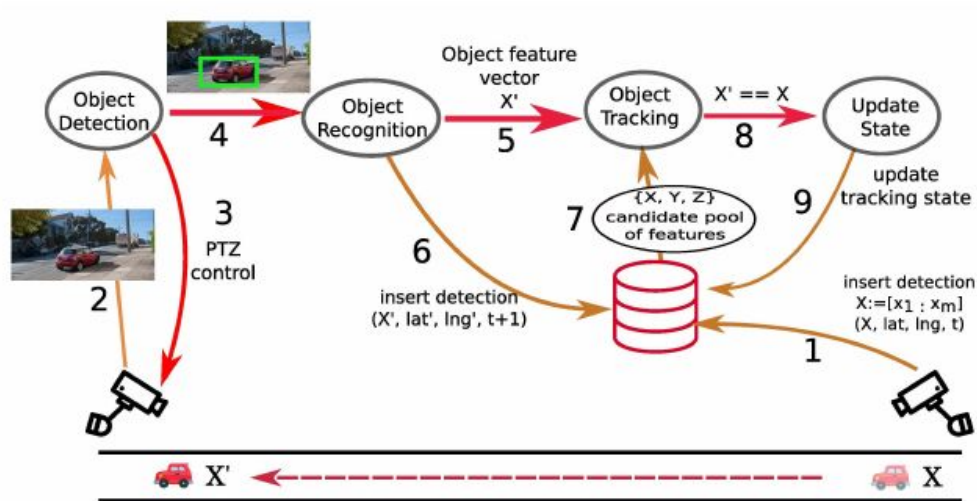 Object
Detection
4
Object
Recognition
Object feature
vector
X'
5
Object
Tracking
X' == X
8
Update
State
update
tracking state
3
PTZ
control
2
6
insert detection
(X', lat', lng', t+1)
7
{X, Y, Z}
candidate pool
of features
9
insert detection
X:=[x1 : xm]
(X, lat, lng, t)
1
X'
X